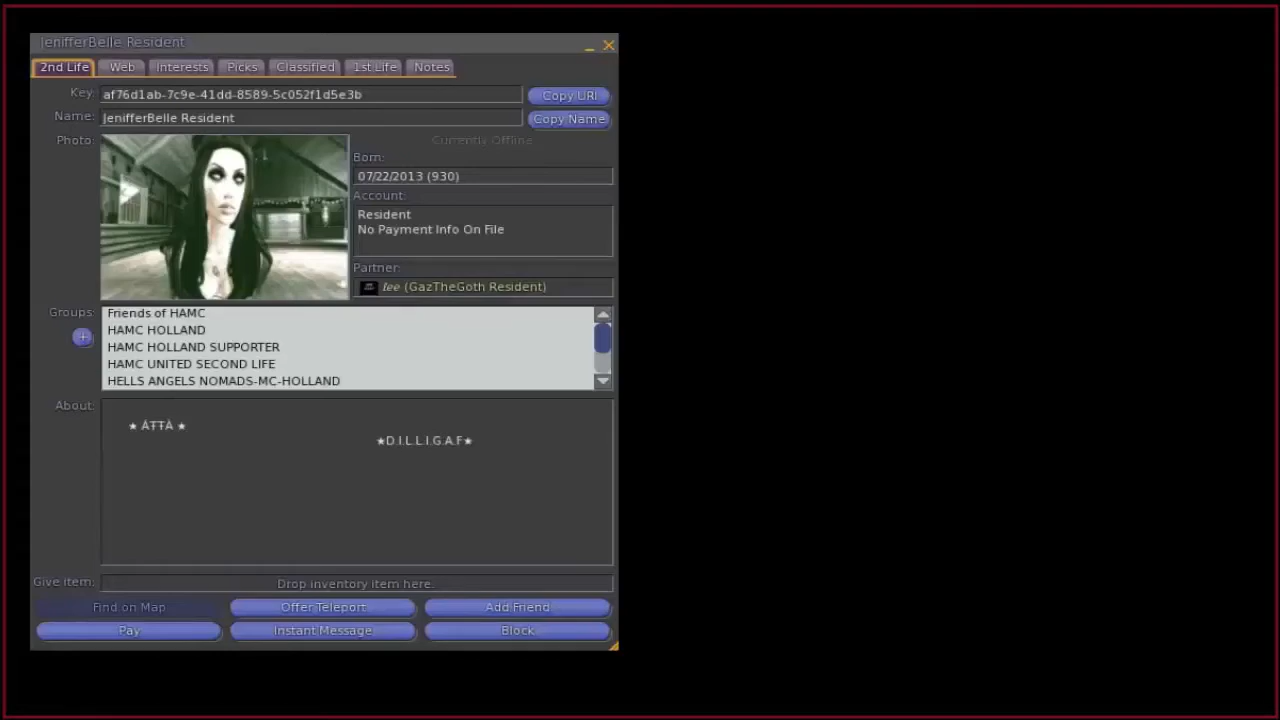 JenifferBelle Resident
2nd Life Web Interests Picks Classified 1st Life Notes
Key: af76d1ab-7c9e-41dd-8589-5c052f1d5e3b Copy URI
Name: JenifferBelle Resident Copy Name
Photo: Currently Offline
Born:
07/22/2013 (930)
Account:
Resident
No Payment Info On File
Partner:
lee (GazTheGoth Resident)
Groups: Friends of HAMC
HAMC HOLLAND
HAMC HOLLAND SUPPORTER
HAMC UNITED SECOND LIFE
HELLS ANGELS NOMADS-MC-HOLLAND
About:
★ ÁŦŦÀ ★
★D.I.L.L.I.G.A.F★
Give item: Drop inventory item here.
Find on Map Offer Teleport Add Friend
Pay Instant Message Block